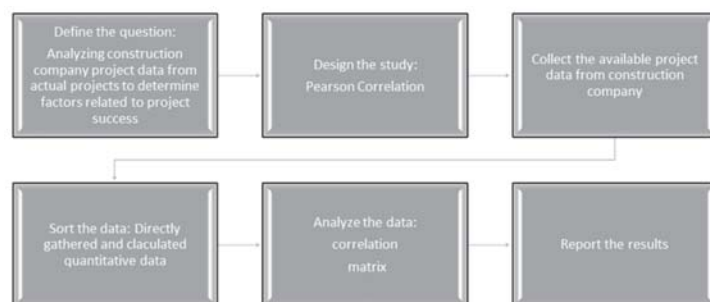 Define the question:
Analyzing construction
company project data from
actual projects to determine
factors related to project
success
Design the study:
Pearson Correlation
Collect the available project
data from construction
company
Sort the data: Directly
gathered and claculated
quantitative data
Analyze the data:
correlation
matrix
Report the results